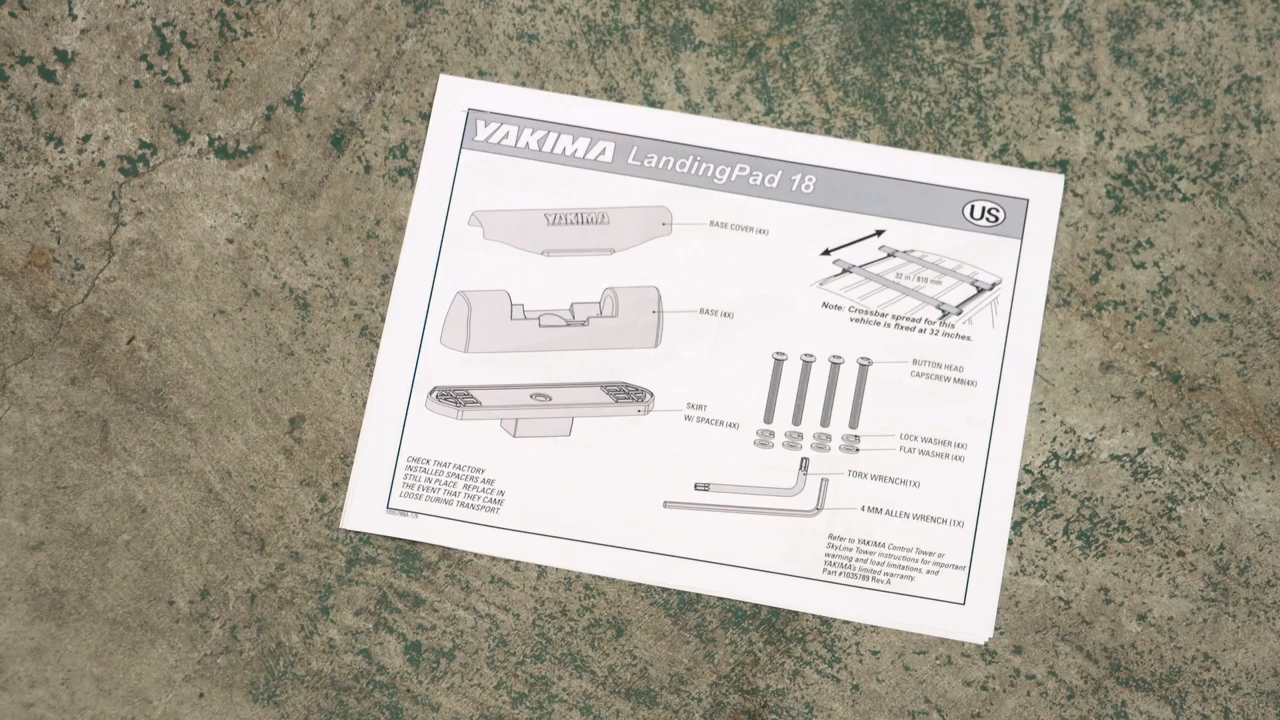 YAKIMA LandingPad 18
US
YAKIMA
BASE COVER (4X)
32 in / 810 mm
Note: Crossbar spread for this
vehicle is fixed at 32 inches.
BASE (4X)
BUTTON HEAD
CAPSCREW M8(4X)
SKIRT
W/ SPACER (4X)
LOCK WASHER (4X)
FLAT WASHER (4X)
TORX WRENCH(1X)
4 MM ALLEN WRENCH (1X)
CHECK THAT FACTORY
INSTALLED SPACERS ARE
STILL IN PLACE. REPLACE IN
THE EVENT THAT THEY CAME
LOOSE DURING TRANSPORT.
Refer to YAKIMA Control Tower or
SkyLine Tower instructions for important
warning and load limitations, and
YAKIMA's limited warranty.
Part #1035789 Rev.A